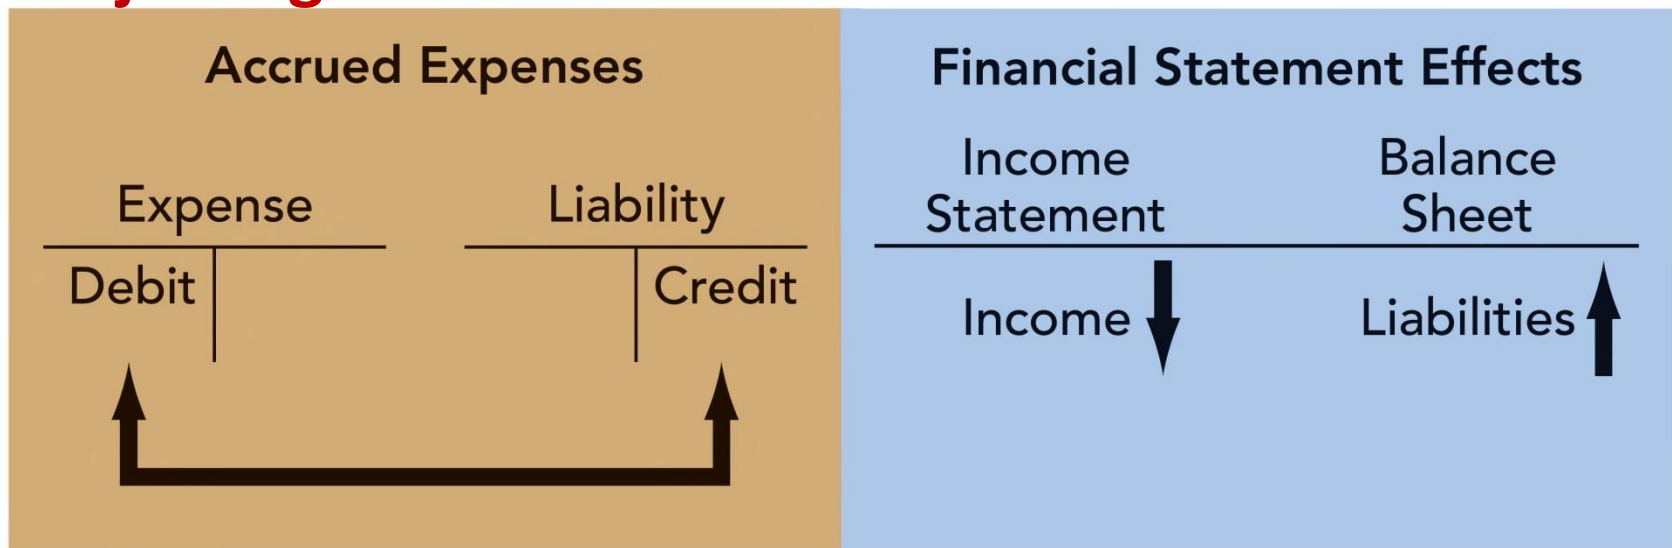 Accrued Expenses
Expense Liability
Debit Credit
Financial Statement Effects
Income Balance
Statement Sheet
Income Liabilities